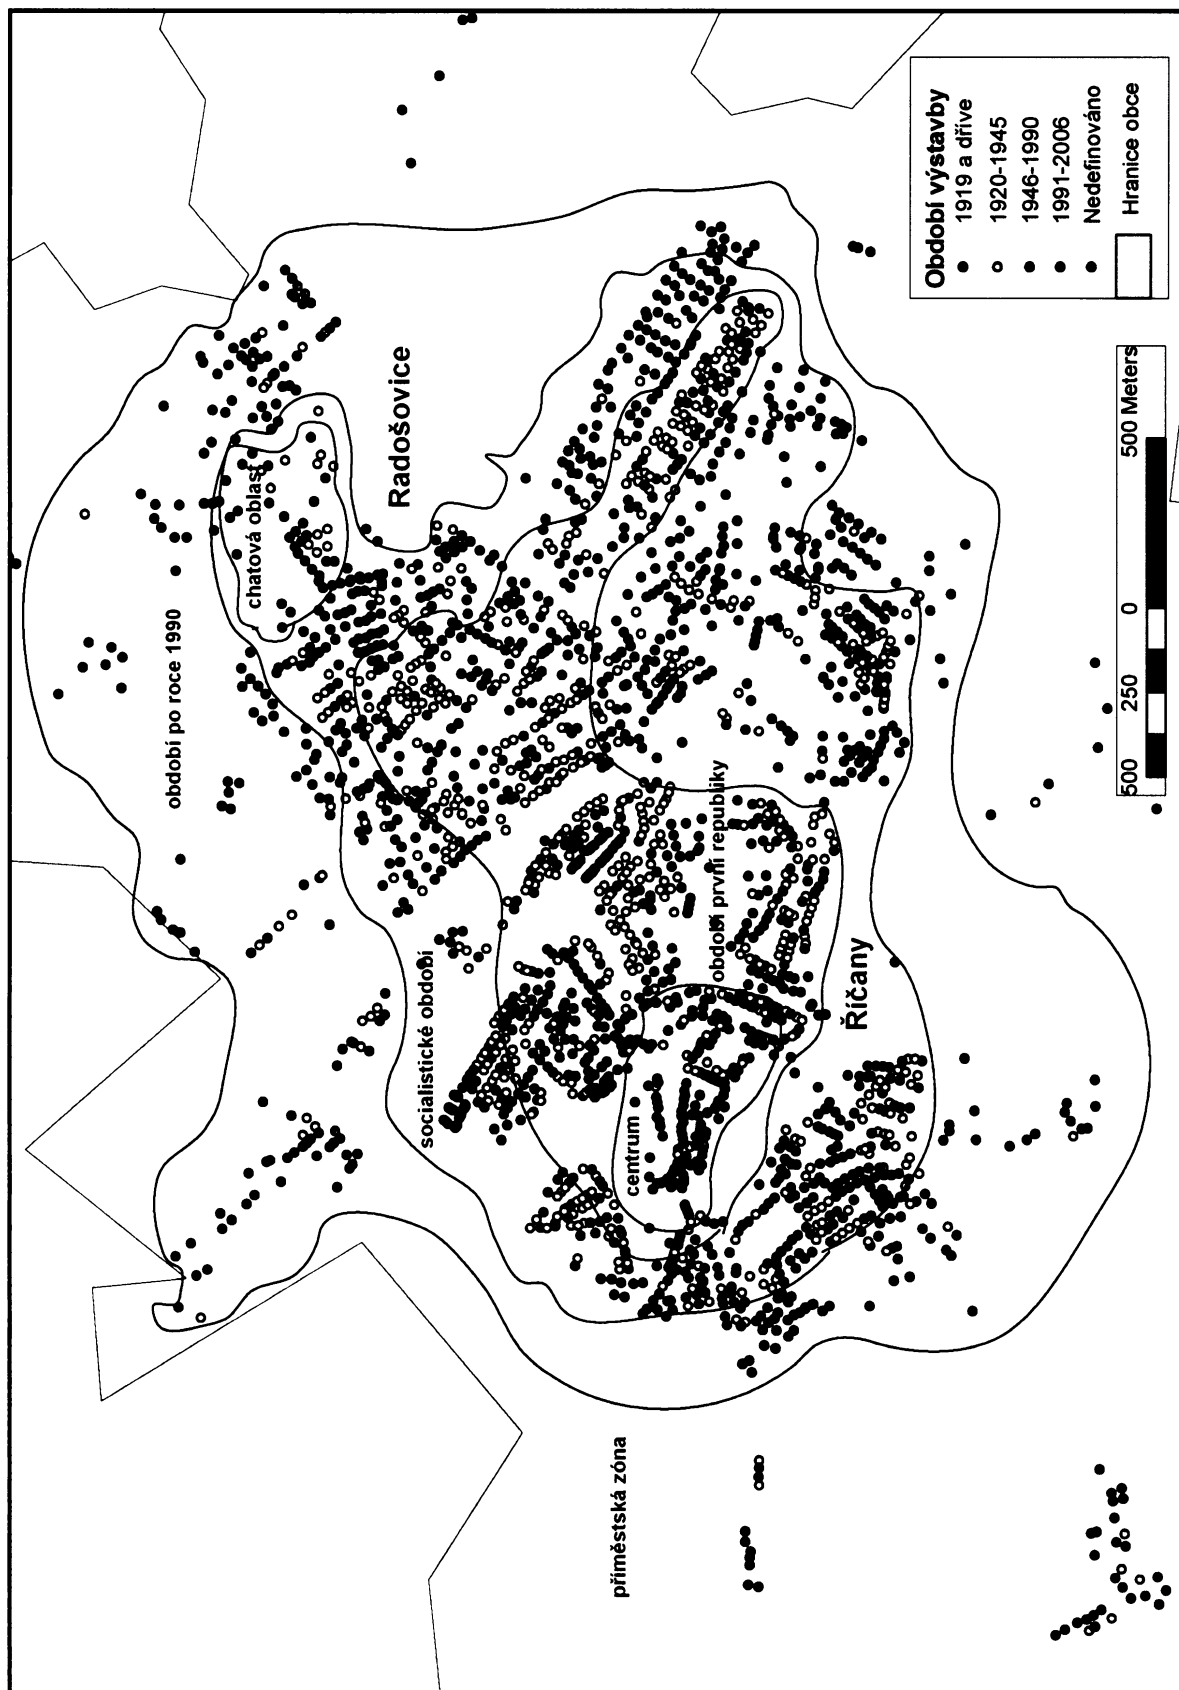 období po roce 1990
chatová oblast
Radošovice
socialistické období
období první republiky
centrum
Říčany
příměstská zóna
Období výstavby
1919 a dříve
1920-1945
1946-1990
1991-2006
Nedefinováno
Hranice obce
500 250 0 500 Meters